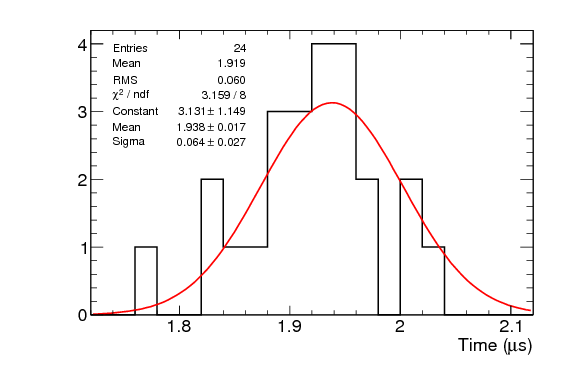 Entries 24
Mean 1.919
RMS 0.060
χ² / ndf 3.159 / 8
Constant 3.131 ± 1.149
Mean 1.938 ± 0.017
Sigma 0.064 ± 0.027
4
3
2
1
0
1.8 1.9 2 2.1
Time (μs)